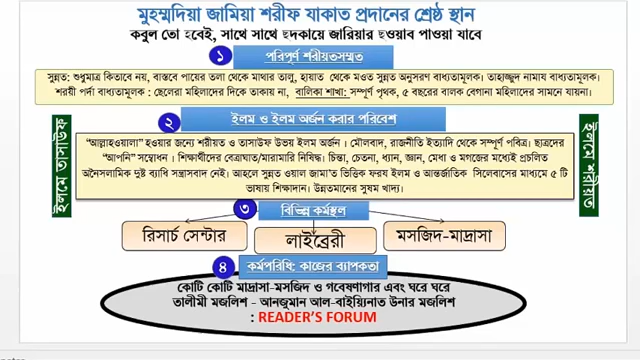 মুহম্মদিয়া জামিয়া শরীফ যাকাত প্রদানের শ্রেষ্ঠ স্থান
কবুল তো হবেই, সাথে সাথে ছদকায়ে জারিয়ার ছওয়াব পাওয়া যাবে
১ পরিপূর্ণ শরীয়তসম্মত
সুন্নত: শুধুমাত্র কিতাবে নয়, বাস্তবে পায়ের তলা থেকে মাথার তালু, হায়াত থেকে মওত সুন্নত অনুসরণ বাধ্যতামূলক। তাহাজ্জুদ নামায বাধ্যতামূলক।
শরয়ী পর্দা বাধ্যতামূলক : ছেলেরা মহিলাদের দিকে তাকায় না, বালিকা শাখা: সম্পূর্ণ পৃথক, ৫ বছরের বালক বেগানা মহিলাদের সামনে যায়না।
২ ইলম ও ইলম অর্জন করার পরিবেশ
ইলমে তাসাউফ
"আল্লাহওয়ালা" হওয়ার জন্যে শরীয়ত ও তাসাউফ উভয় ইলম অর্জন । মৌলবাদ, রাজনীতি ইত্যাদি থেকে সম্পূর্ণ পবিত্র। ছাত্রদের
"আপনি" সম্বোধন । শিক্ষার্থীদের বেত্রাঘাত/মারামারি নিষিদ্ধ। চিন্তা, চেতনা, ধ্যান, জ্ঞান, মেধা ও মগজের মধ্যেই প্রচলিত
অনৈসলামিক দুষ্ট ব্যাধি সন্ত্রাসবাদ নেই। আহলে সুন্নত ওয়াল জামা'ত ভিত্তিক ফরয ইলম ও আন্তর্জাতিক সিলেবাসের মাধ্যমে ৫ টি
ভাষায় শিক্ষাদান। উন্নতমানের সুষম খাদ্য।
ইলমে শরীয়ত
৩ বিভিন্ন কর্মস্থল
রিসার্চ সেন্টার
লাইব্রেরী
মসজিদ-মাদ্রাসা
৪ কর্মপরিধি: কাজের ব্যাপকতা
কোটি কোটি মাদ্রাসা-মসজিদ ও গবেষণাগার এবং ঘরে ঘরে
তালীমী মজলিশ - আনজুমান আল-বাইয়্যিনাত উনার মজলিশ
: READER'S FORUM